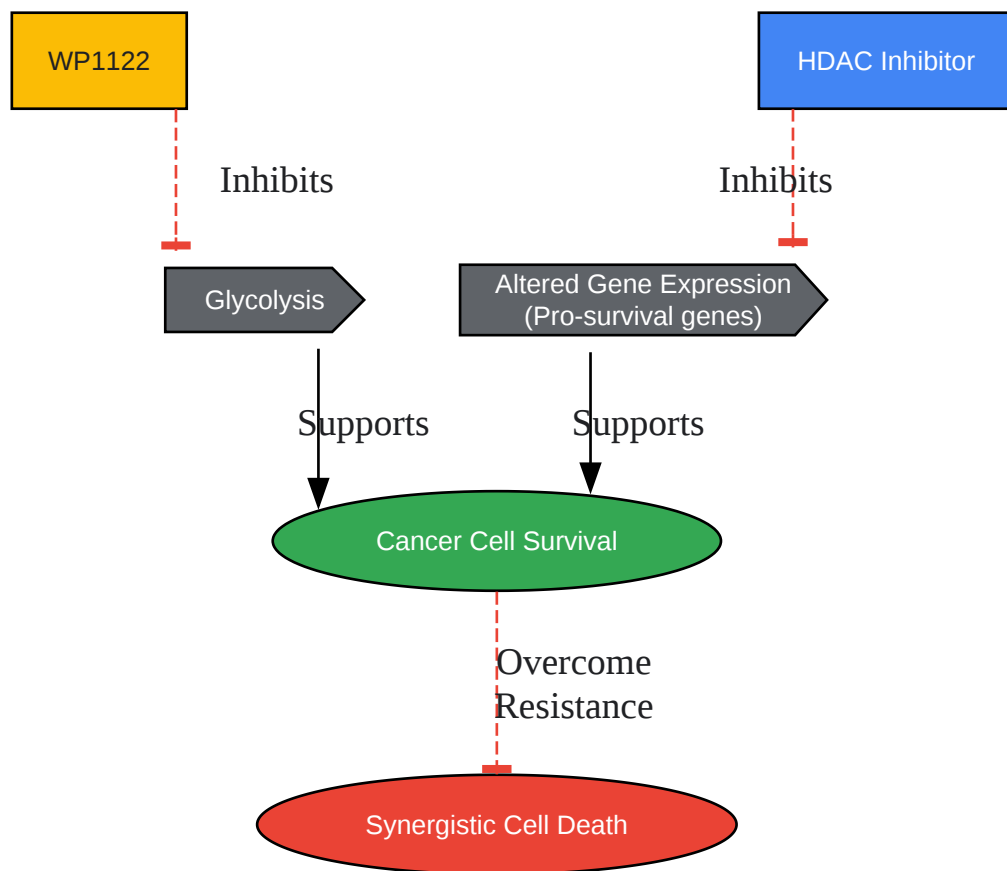 WP1122
HDAC Inhibitor
Inhibits
Inhibits
Glycolysis
Altered Gene Expression
(Pro-survival genes)
Supports
Supports
Cancer Cell Survival
Overcome
Resistance
Synergistic Cell Death